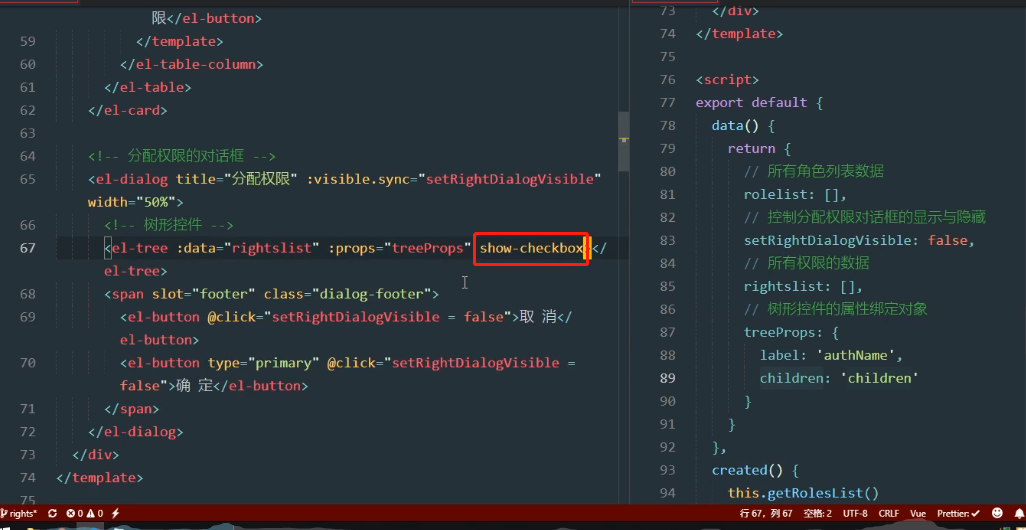 限</el-button>
59 </template>
60 </el-table-column>
61 </el-table>
62 </el-card>
63
64 <!-- 分配权限的对话框 -->
65 <el-dialog title="分配权限" :visible.sync="setRightDialogVisible"
width="50%">
66 <!-- 树形控件 -->
67 <el-tree :data="rightslist" :props="treeProps" show-checkbox></
el-tree>
68 <span slot="footer" class="dialog-footer">
69 <el-button @click="setRightDialogVisible = false">取 消</
el-button>
70 <el-button type="primary" @click="setRightDialogVisible =
false">确 定</el-button>
71 </span>
72 </el-dialog>
73 </div>
74 </template>
75
73 </div>
74 </template>
75
76 <script>
77 export default {
78 data() {
79 return {
80 // 所有角色列表数据
81 rolelist: [],
82 // 控制分配权限对话框的显示与隐藏
83 setRightDialogVisible: false,
84 // 所有权限的数据
85 rightslist: [],
86 // 树形控件的属性绑定对象
87 treeProps: {
88 label: 'authName',
89 children: 'children'
90 }
91 }
92 },
93 created() {
94 this.getRolesList()
rights* 0 0 行 67，列 67 空格: 2 UTF-8 CRLF Vue Prettier: ✓